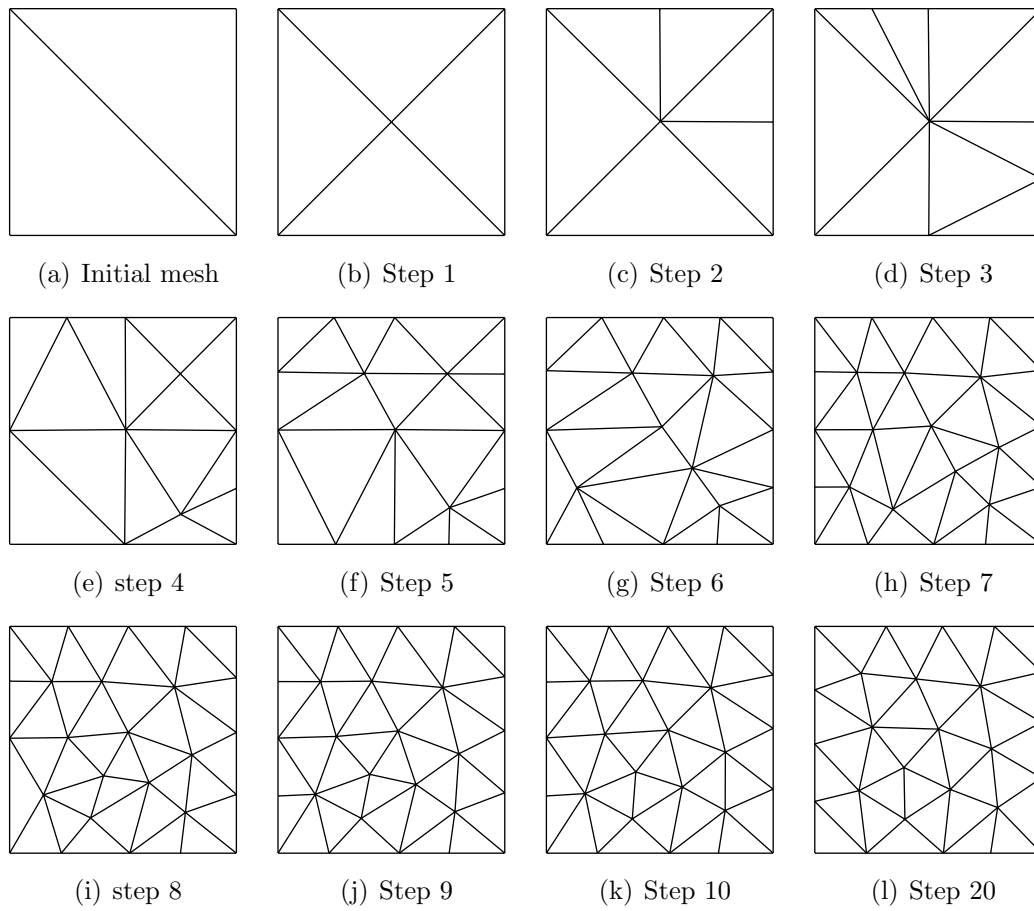 (a) Initial mesh
(b) Step 1
(c) Step 2
(d) Step 3
(e) step 4
(f) Step 5
(g) Step 6
(h) Step 7
(i) step 8
(j) Step 9
(k) Step 10
(l) Step 20